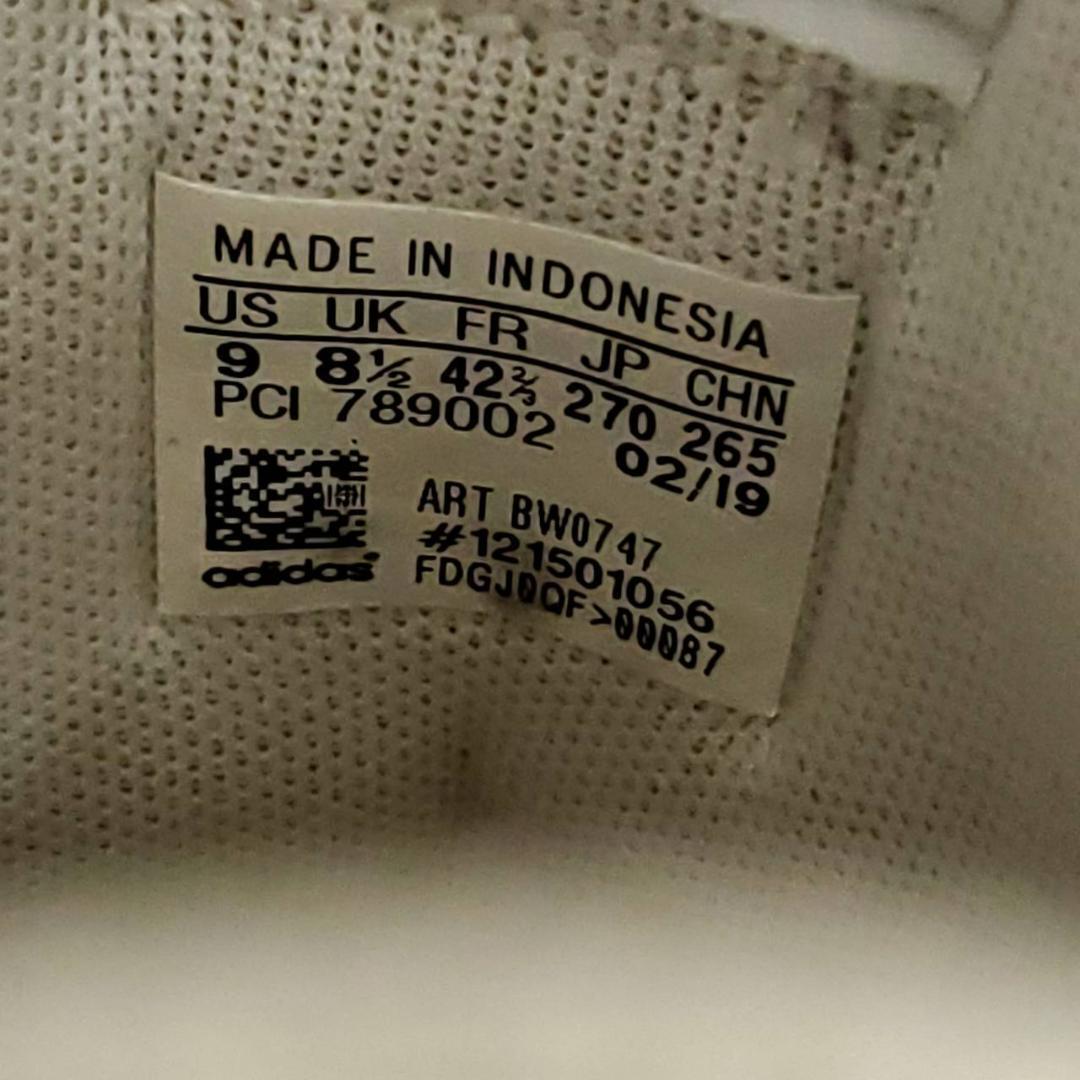 MADE IN INDONESIA
US UK FR JP CHN
9 8½ 42⅔ 270 265
PCI 789002 02/19
ART BW0747
#121501056
adidas FDGJ0QF>00087